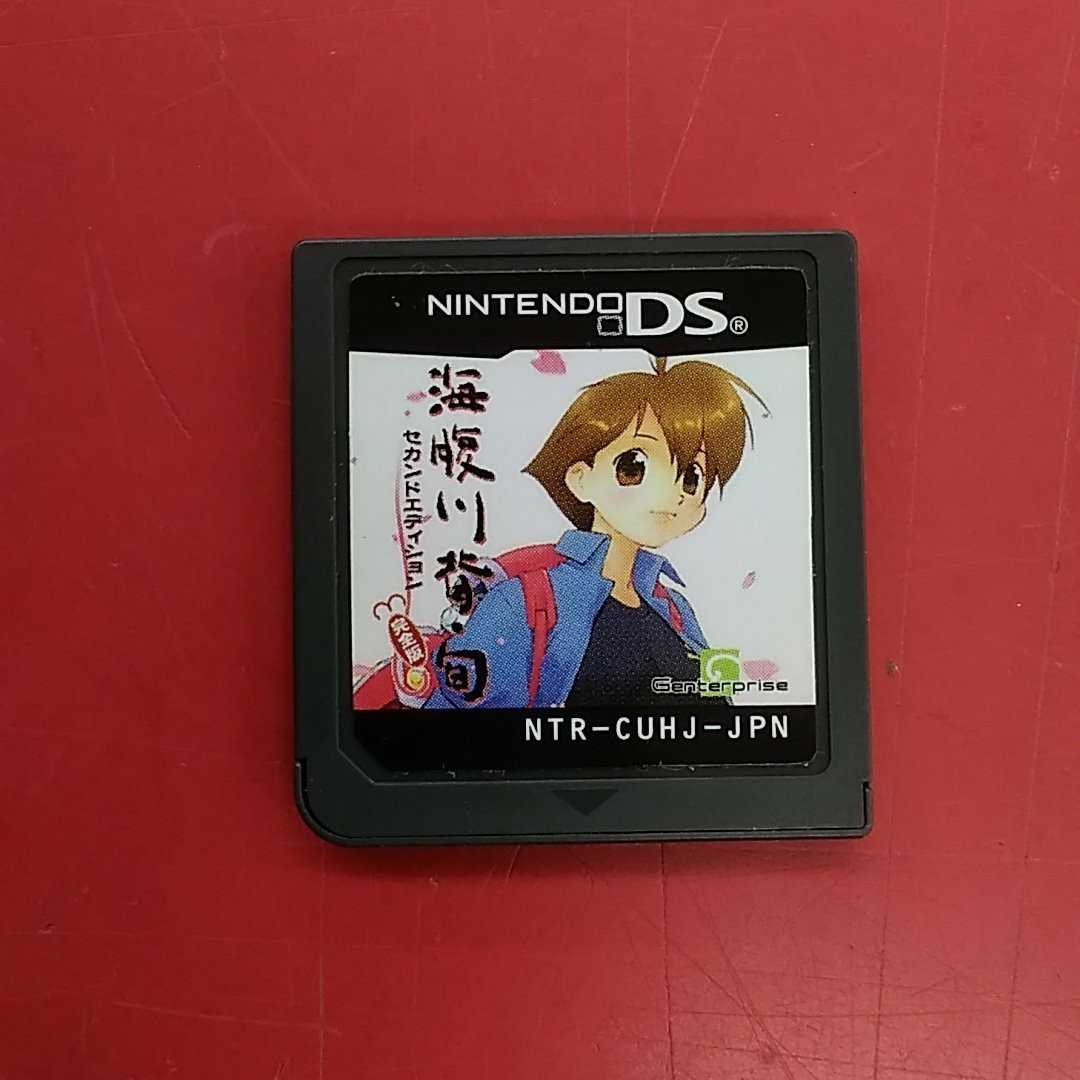 NINTENDO DS®
海腹川背・旬
セカンドエディション
完全版
Genterprise
NTR-CUHJ-JPN